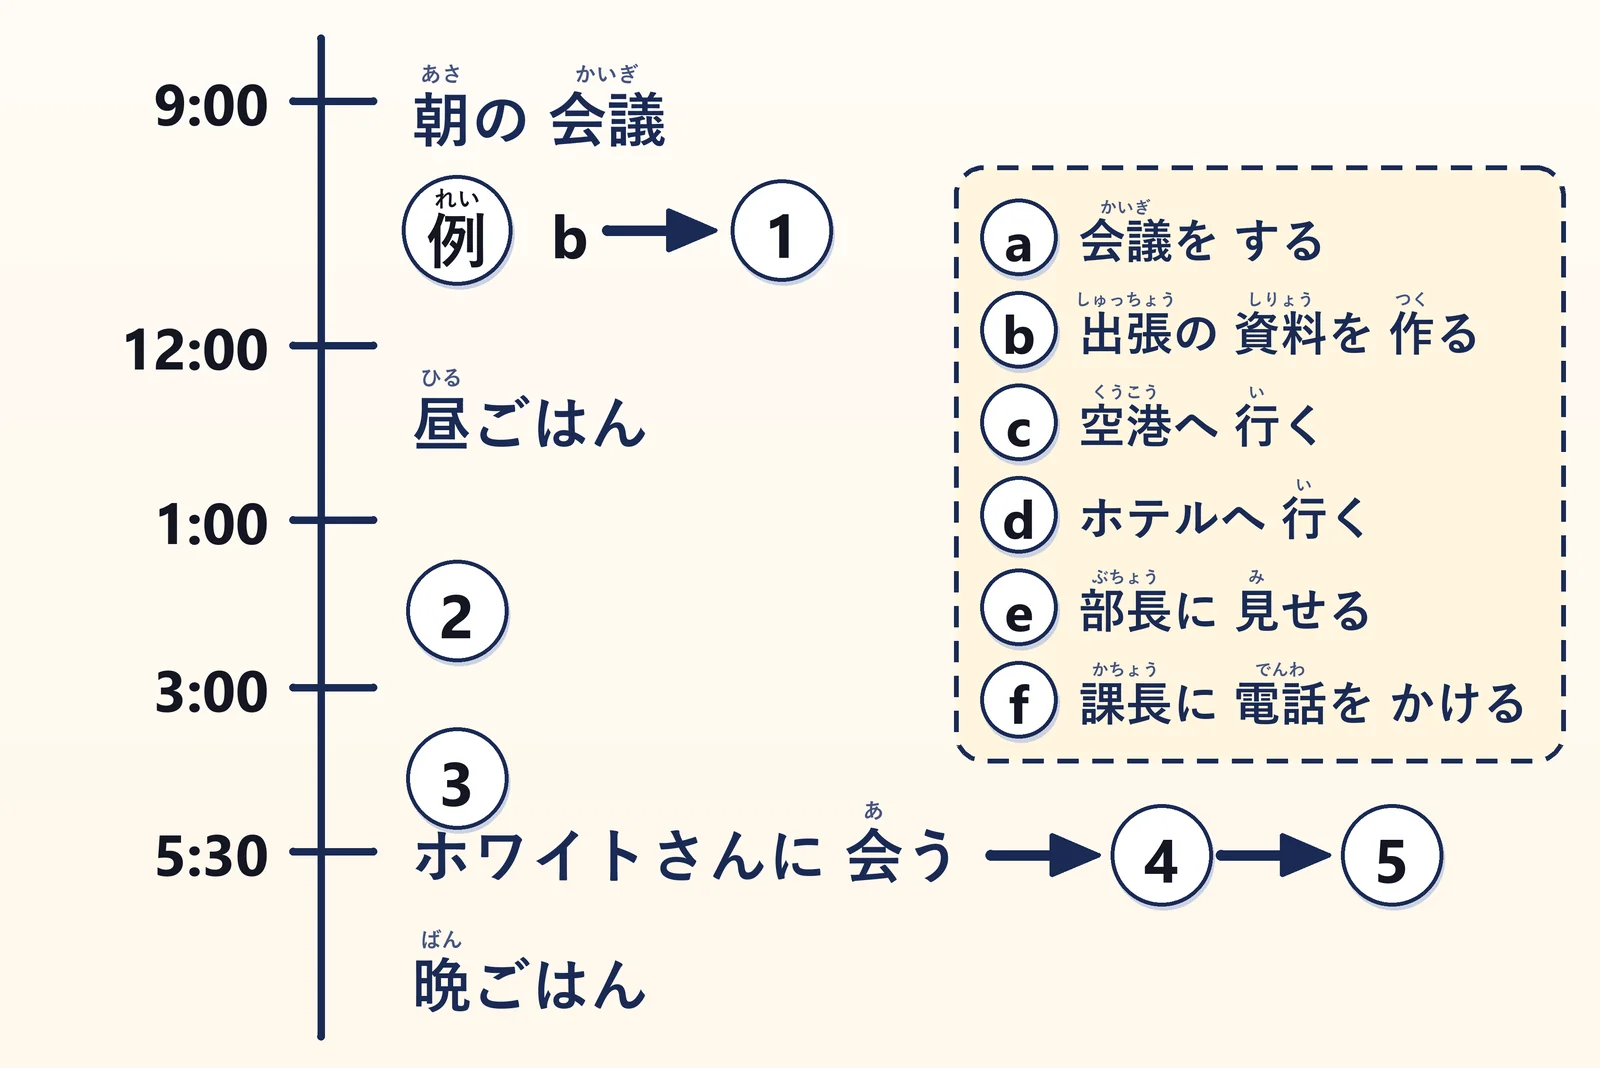 9:00 朝の 会議
あさ かいぎ
例 b 1
れい
12:00
昼ごはん
ひる
1:00
2
3:00
3
5:30 ホワイトさんに 会う 4 5
あ
晩ごはん
ばん
a 会議を する
かいぎ
b 出張の 資料を 作る
しゅっちょう しりょう つく
c 空港へ 行く
くうこう い
d ホテルへ 行く
い
e 部長に 見せる
ぶちょう み
f 課長に 電話を かける
かちょう でんわ